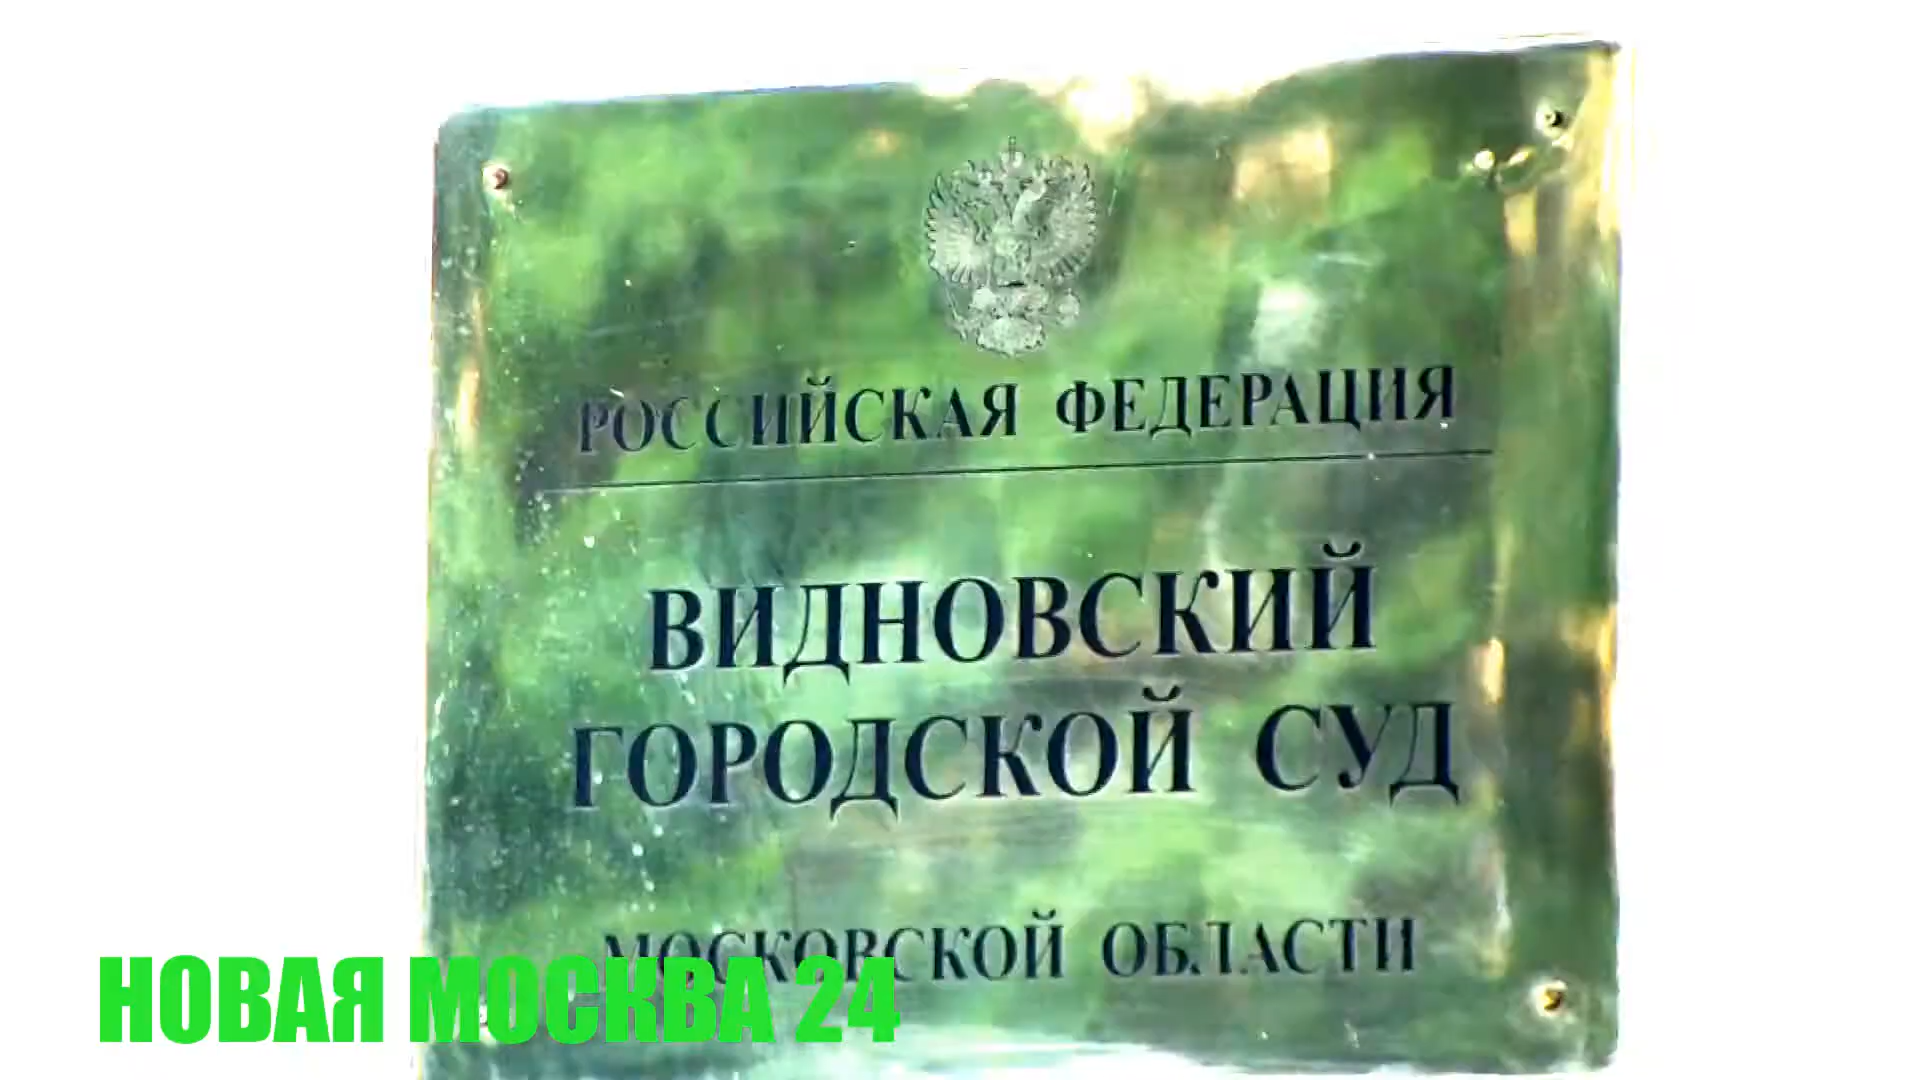 РОССИЙСКАЯ ФЕДЕРАЦИЯ
ВИДНОВСКИЙ
ГОРОДСКОЙ СУД
МОСКОВСКОЙ ОБЛАСТИ
НОВАЯ МОСКВА 24